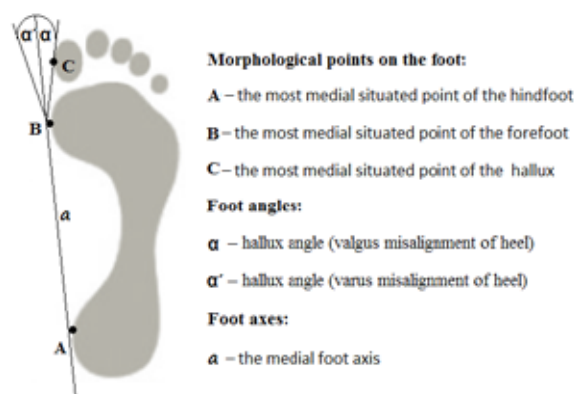 α´ α
C
B
a
A
Morphological points on the foot:
A – the most medial situated point of the hindfoot
B – the most medial situated point of the forefoot
C – the most medial situated point of the hallux
Foot angles:
α – hallux angle (valgus misalignment of heel)
α´ – hallux angle (varus misalignment of heel)
Foot axes:
a – the medial foot axis